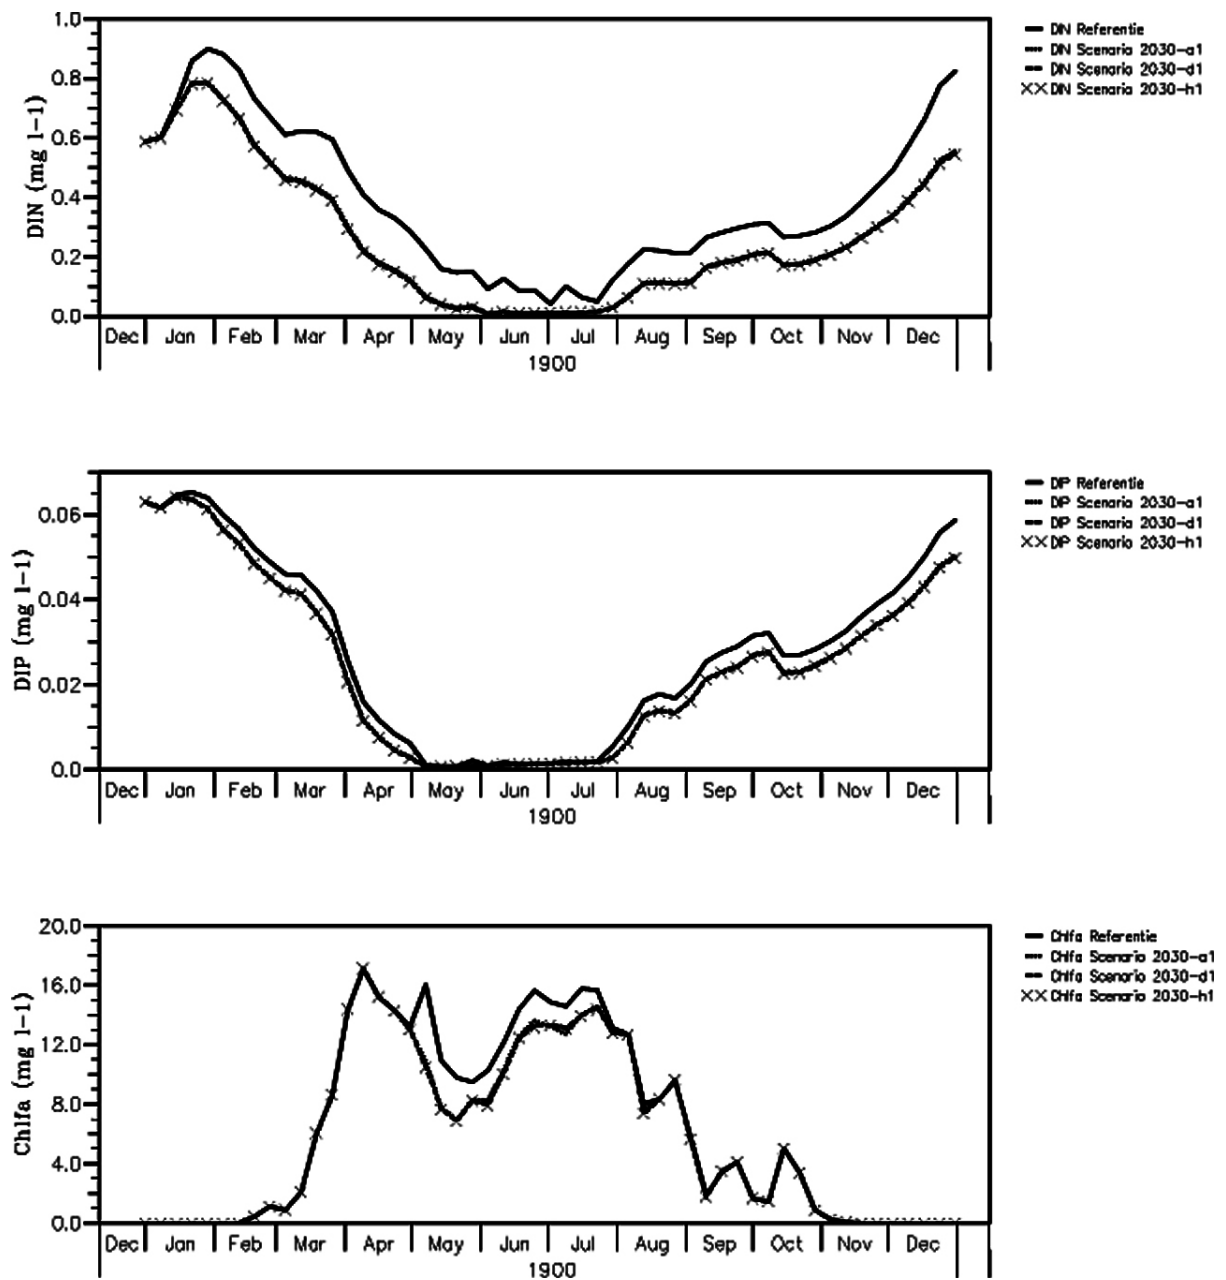 1.0
0.8
0.6
0.4
0.2
0.0
DIN (mg l-1)
Dec Jan Feb Mar Apr May Jun Jul Aug Sep Oct Nov Dec
1900
DIN Referentie
DIN Scenario 2030-a1
DIN Scenario 2030-d1
DIN Scenario 2030-h1
0.06
0.04
0.02
0.0
DIP (mg l-1)
Dec Jan Feb Mar Apr May Jun Jul Aug Sep Oct Nov Dec
1900
DIP Referentie
DIP Scenario 2030-a1
DIP Scenario 2030-d1
DIP Scenario 2030-h1
20.0
16.0
12.0
8.0
4.0
0.0
Chlfa (mg l-1)
Dec Jan Feb Mar Apr May Jun Jul Aug Sep Oct Nov Dec
1900
Chlfa Referentie
Chlfa Scenario 2030-a1
Chlfa Scenario 2030-d1
Chlfa Scenario 2030-h1